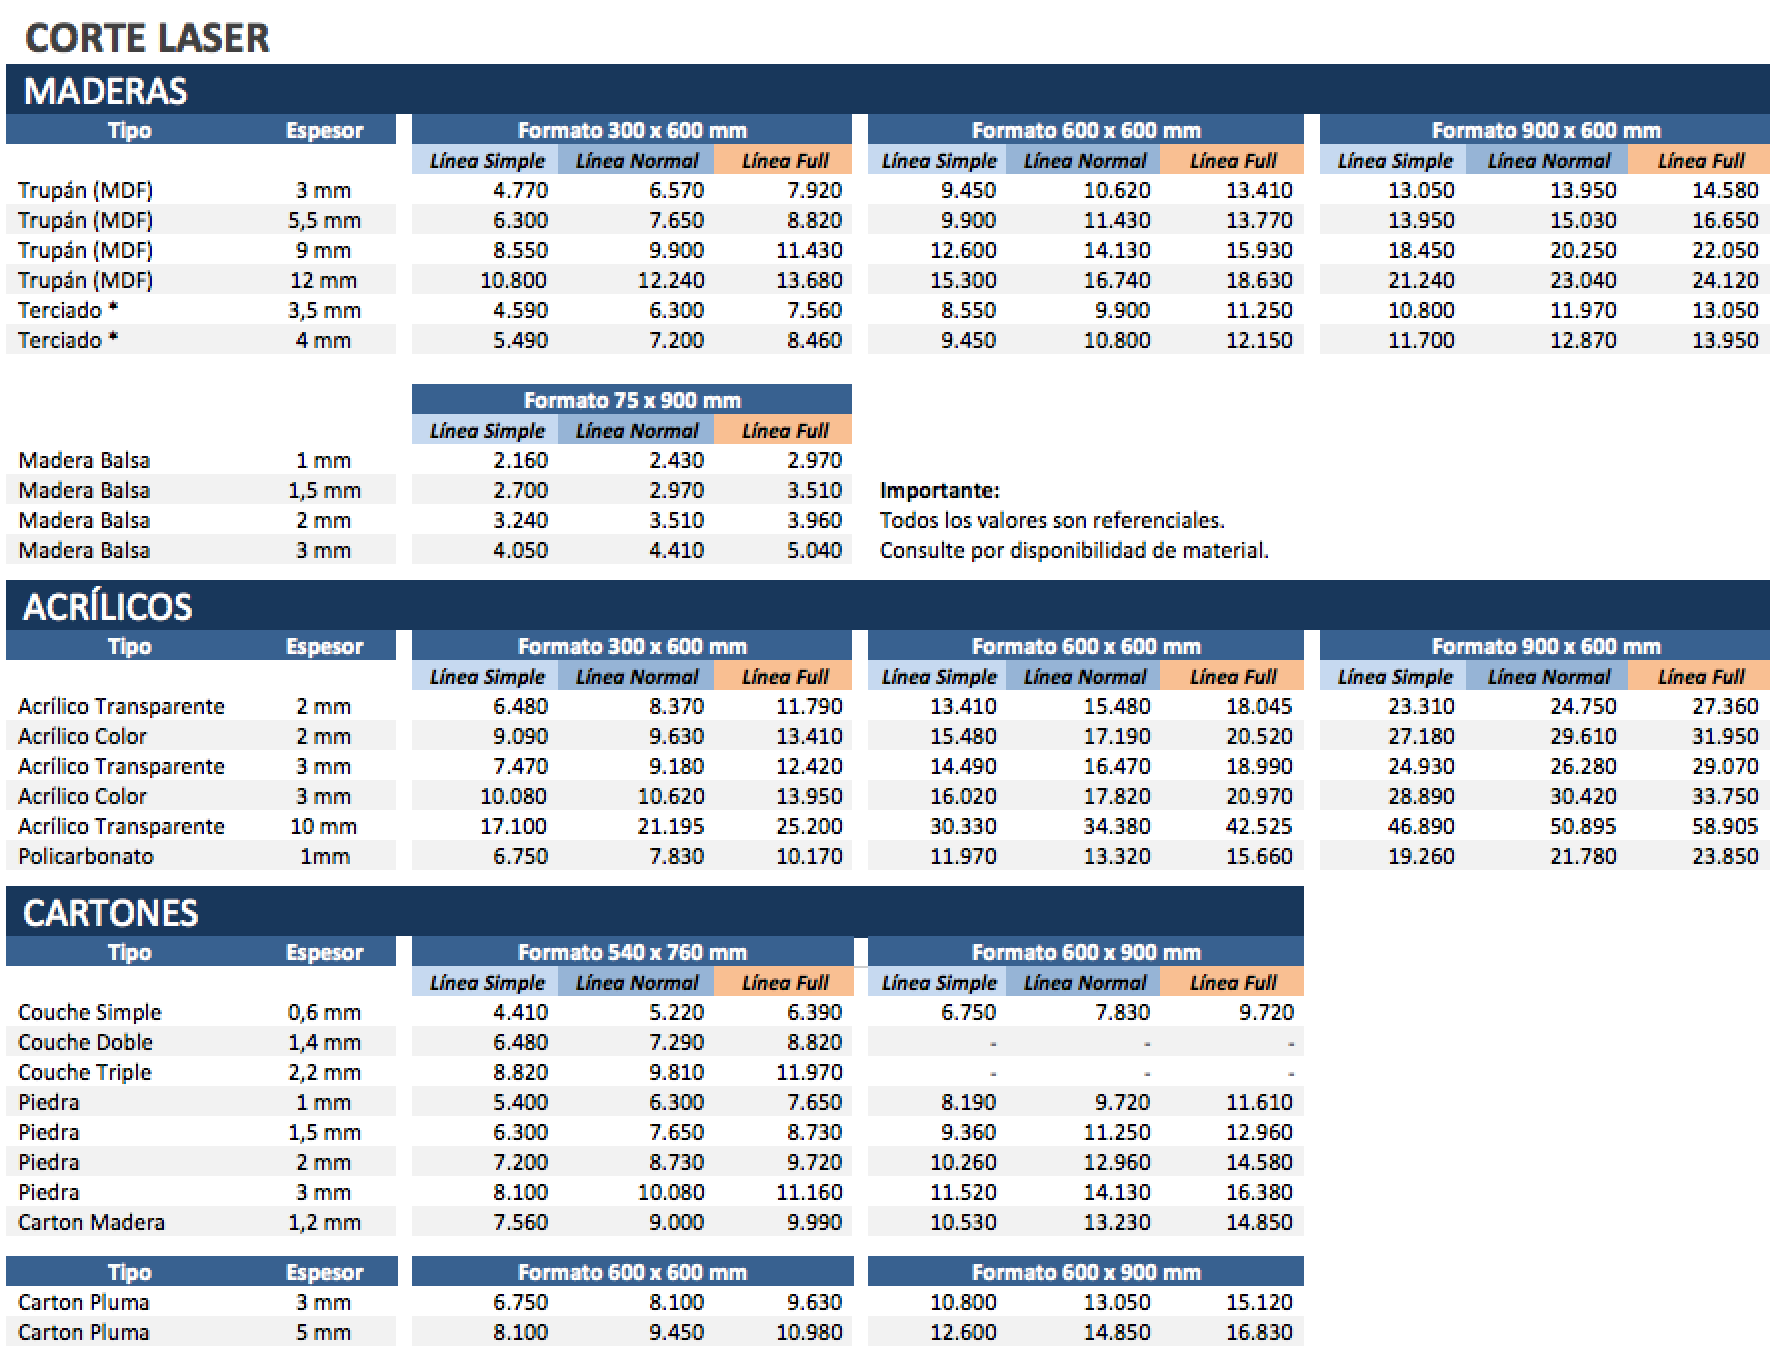 CORTE LASER
MADERAS
Tipo Espesor Formato 300 x 600 mm Formato 600 x 600 mm Formato 900 x 600 mm
Línea Simple Línea Normal Línea Full Línea Simple Línea Normal Línea Full Línea Simple Línea Normal Línea Full
Trupán (MDF) 3 mm 4.770 6.570 7.920 9.450 10.620 13.410 13.050 13.950 14.580
Trupán (MDF) 5,5 mm 6.300 7.650 8.820 9.900 11.430 13.770 13.950 15.030 16.650
Trupán (MDF) 9 mm 8.550 9.900 11.430 12.600 14.130 15.930 18.450 20.250 22.050
Trupán (MDF) 12 mm 10.800 12.240 13.680 15.300 16.740 18.630 21.240 23.040 24.120
Terciado * 3,5 mm 4.590 6.300 7.560 8.550 9.900 11.250 10.800 11.970 13.050
Terciado * 4 mm 5.490 7.200 8.460 9.450 10.800 12.150 11.700 12.870 13.950
Formato 75 x 900 mm
Línea Simple Línea Normal Línea Full
Madera Balsa 1 mm 2.160 2.430 2.970
Madera Balsa 1,5 mm 2.700 2.970 3.510 Importante:
Madera Balsa 2 mm 3.240 3.510 3.960 Todos los valores son referenciales.
Madera Balsa 3 mm 4.050 4.410 5.040 Consulte por disponibilidad de material.
ACRÍLICOS
Tipo Espesor Formato 300 x 600 mm Formato 600 x 600 mm Formato 900 x 600 mm
Línea Simple Línea Normal Línea Full Línea Simple Línea Normal Línea Full Línea Simple Línea Normal Línea Full
Acrílico Transparente 2 mm 6.480 8.370 11.790 13.410 15.480 18.045 23.310 24.750 27.360
Acrílico Color 2 mm 9.090 9.630 13.410 15.480 17.190 20.520 27.180 29.610 31.950
Acrílico Transparente 3 mm 7.470 9.180 12.420 14.490 16.470 18.990 24.930 26.280 29.070
Acrílico Color 3 mm 10.080 10.620 13.950 16.020 17.820 20.970 28.890 30.420 33.750
Acrílico Transparente 10 mm 17.100 21.195 25.200 30.330 34.380 42.525 46.890 50.895 58.905
Policarbonato 1mm 6.750 7.830 10.170 11.970 13.320 15.660 19.260 21.780 23.850
CARTONES
Tipo Espesor Formato 540 x 760 mm Formato 600 x 900 mm
Línea Simple Línea Normal Línea Full Línea Simple Línea Normal Línea Full
Couche Simple 0,6 mm 4.410 5.220 6.390 6.750 7.830 9.720
Couche Doble 1,4 mm 6.480 7.290 8.820 - - -
Couche Triple 2,2 mm 8.820 9.810 11.970 - - -
Piedra 1 mm 5.400 6.300 7.650 8.190 9.720 11.610
Piedra 1,5 mm 6.300 7.650 8.730 9.360 11.250 12.960
Piedra 2 mm 7.200 8.730 9.720 10.260 12.960 14.580
Piedra 3 mm 8.100 10.080 11.160 11.520 14.130 16.380
Carton Madera 1,2 mm 7.560 9.000 9.990 10.530 13.230 14.850
Tipo Espesor Formato 600 x 600 mm Formato 600 x 900 mm
Carton Pluma 3 mm 6.750 8.100 9.630 10.800 13.050 15.120
Carton Pluma 5 mm 8.100 9.450 10.980 12.600 14.850 16.830